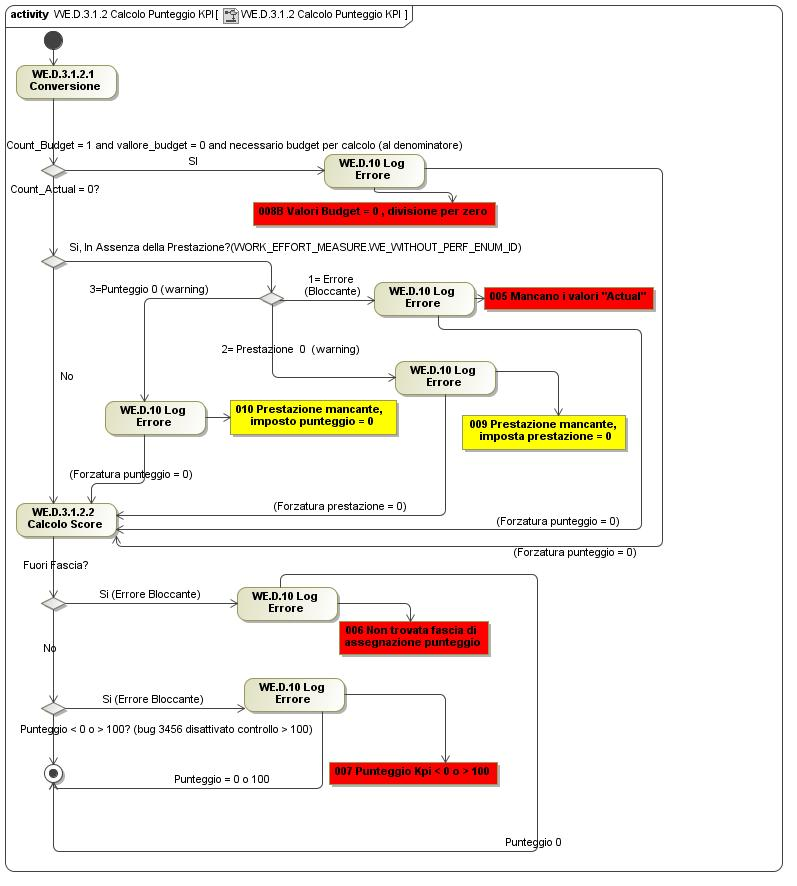 activity WE.D.3.1.2 Calcolo Punteggio KPI [ WE.D.3.1.2 Calcolo Punteggio KPI ]
WE.D.3.1.2.1
Conversione
Count_Budget = 1 and vallore_budget = 0 and necessario budget per calcolo (al denominatore)
SI
WE.D.10 Log
Errore
Count_Actual = 0?
008B Valori Budget = 0 , divisione per zero
Si, In Assenza della Prestazione?(WORK_EFFORT_MEASURE.WE_WITHOUT_PERF_ENUM_ID)
3=Punteggio 0 (warning)
1= Errore
(Bloccante)
WE.D.10 Log
Errore
005 Mancano i valori "Actual"
2= Prestazione 0 (warning)
No
WE.D.10 Log
Errore
WE.D.10 Log
Errore
010 Prestazione mancante,
imposto punteggio = 0
009 Prestazione mancante,
imposta prestazione = 0
(Forzatura punteggio = 0)
WE.D.3.1.2.2
Calcolo Score
(Forzatura prestazione = 0)
(Forzatura punteggio = 0)
(Forzatura punteggio = 0)
Fuori Fascia?
Si (Errore Bloccante)
WE.D.10 Log
Errore
006 Non trovata fascia di
assegnazione punteggio
No
Si (Errore Bloccante)
WE.D.10 Log
Errore
Punteggio < 0 o > 100? (bug 3456 disattivato controllo > 100)
007 Punteggio Kpi < 0 o > 100
Punteggio = 0 o 100
Punteggio 0